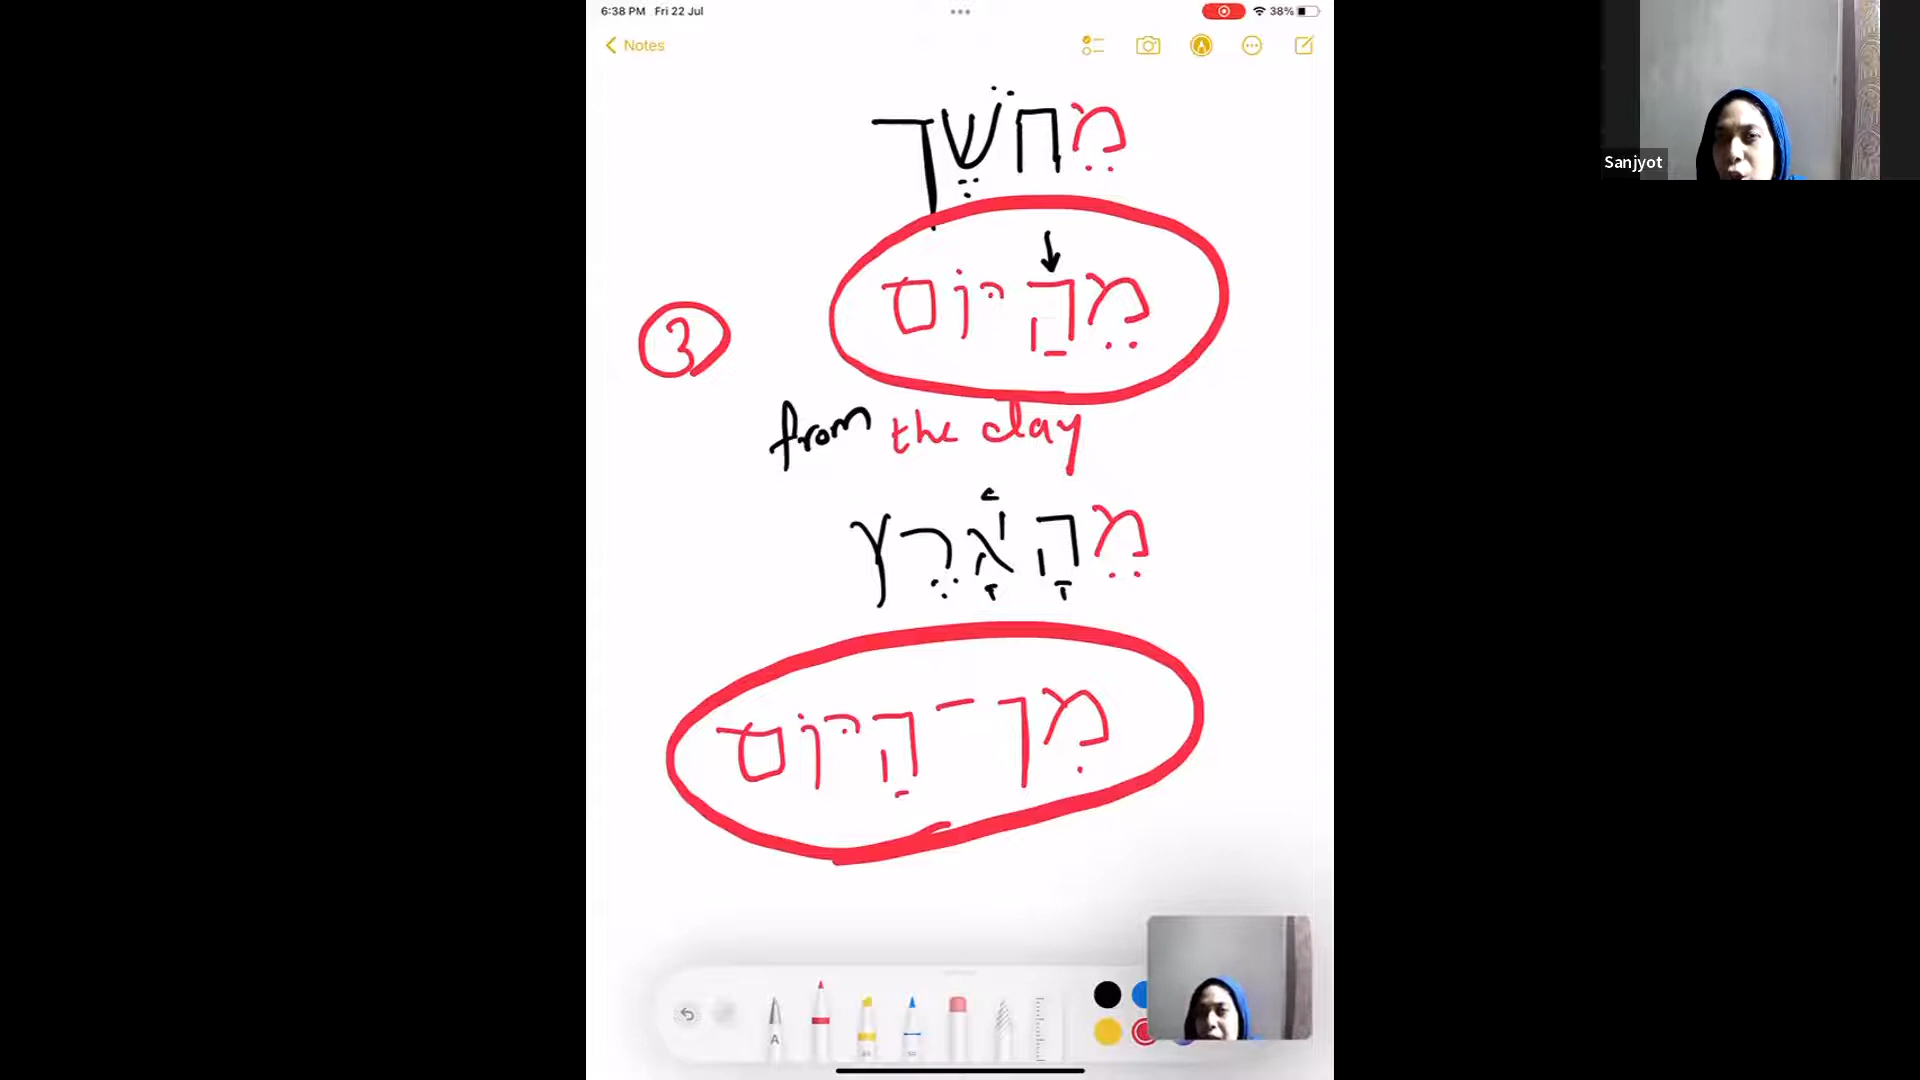 6:38 PM Fri 22 Jul
38%
Notes
Sanjyot
מֵחֹשֶׁךְ
מֵהַיּוֹם
3
from the day
מֵהָאָ֫רֶץ
מִן־הַיּוֹם